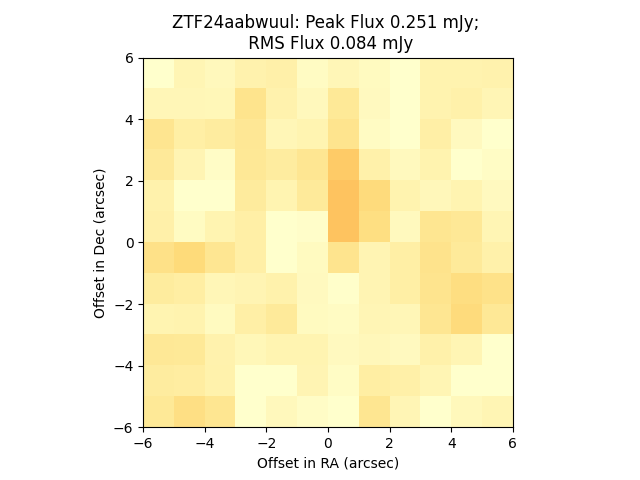 ZTF24aabwuul: Peak Flux 0.251 mJy;
RMS Flux 0.084 mJy
6
4
2
0
−2
−4
−6
Offset in Dec (arcsec)
−6 −4 −2 0 2 4 6
Offset in RA (arcsec)